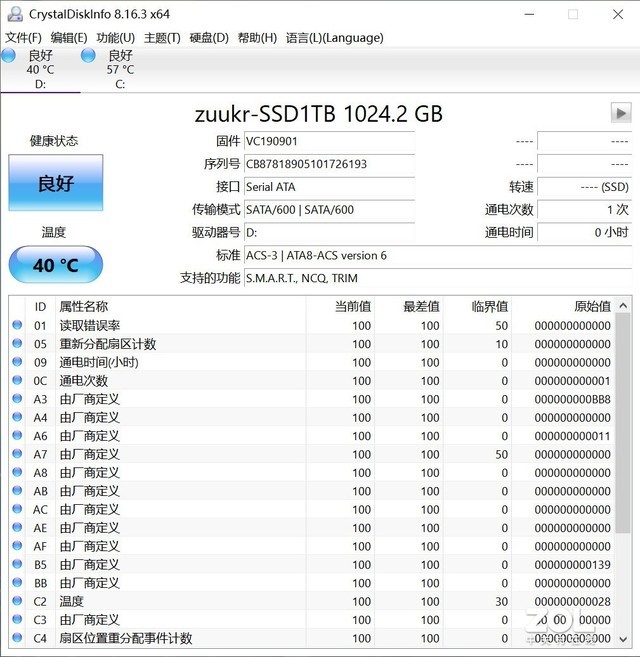 CrystalDiskInfo 8.16.3 x64
文件(F) 编辑(E) 功能(U) 主题(T) 硬盘(D) 帮助(H) 语言(L)(Language)
良好 良好
40 °C 57 °C
D: C:
zuukr-SSD1TB 1024.2 GB
健康状态
良好
温度
40 °C
固件 VC190901 ---- ----
序列号 CB87818905101726193 ---- ----
接口 Serial ATA 转速 ---- (SSD)
传输模式 SATA/600 | SATA/600 通电次数 1 次
驱动器号 D: 通电时间 0 小时
标准 ACS-3 | ATA8-ACS version 6
支持的功能 S.M.A.R.T., NCQ, TRIM
ID 属性名称 当前值 最差值 临界值 原始值
01 读取错误率 100 100 50 000000000000
05 重新分配扇区计数 100 100 10 000000000000
09 通电时间(小时) 100 100 0 000000000000
0C 通电次数 100 100 0 000000000001
A3 由厂商定义 100 100 0 000000000BB8
A4 由厂商定义 100 100 0 000000000000
A6 由厂商定义 100 100 0 000000000011
A7 由厂商定义 100 100 50 000000000000
A8 由厂商定义 100 100 0 000000000000
AB 由厂商定义 100 100 0 000000000000
AC 由厂商定义 100 100 0 000000000000
AE 由厂商定义 100 100 0 000000000000
AF 由厂商定义 100 100 0 000000000000
B5 由厂商定义 100 100 0 000000000139
BB 由厂商定义 100 100 0 000000000000
C2 温度 100 100 30 000000000028
C3 由厂商定义 100 100 0
C4 扇区位置重分配事件计数 100 100 0
ZOL